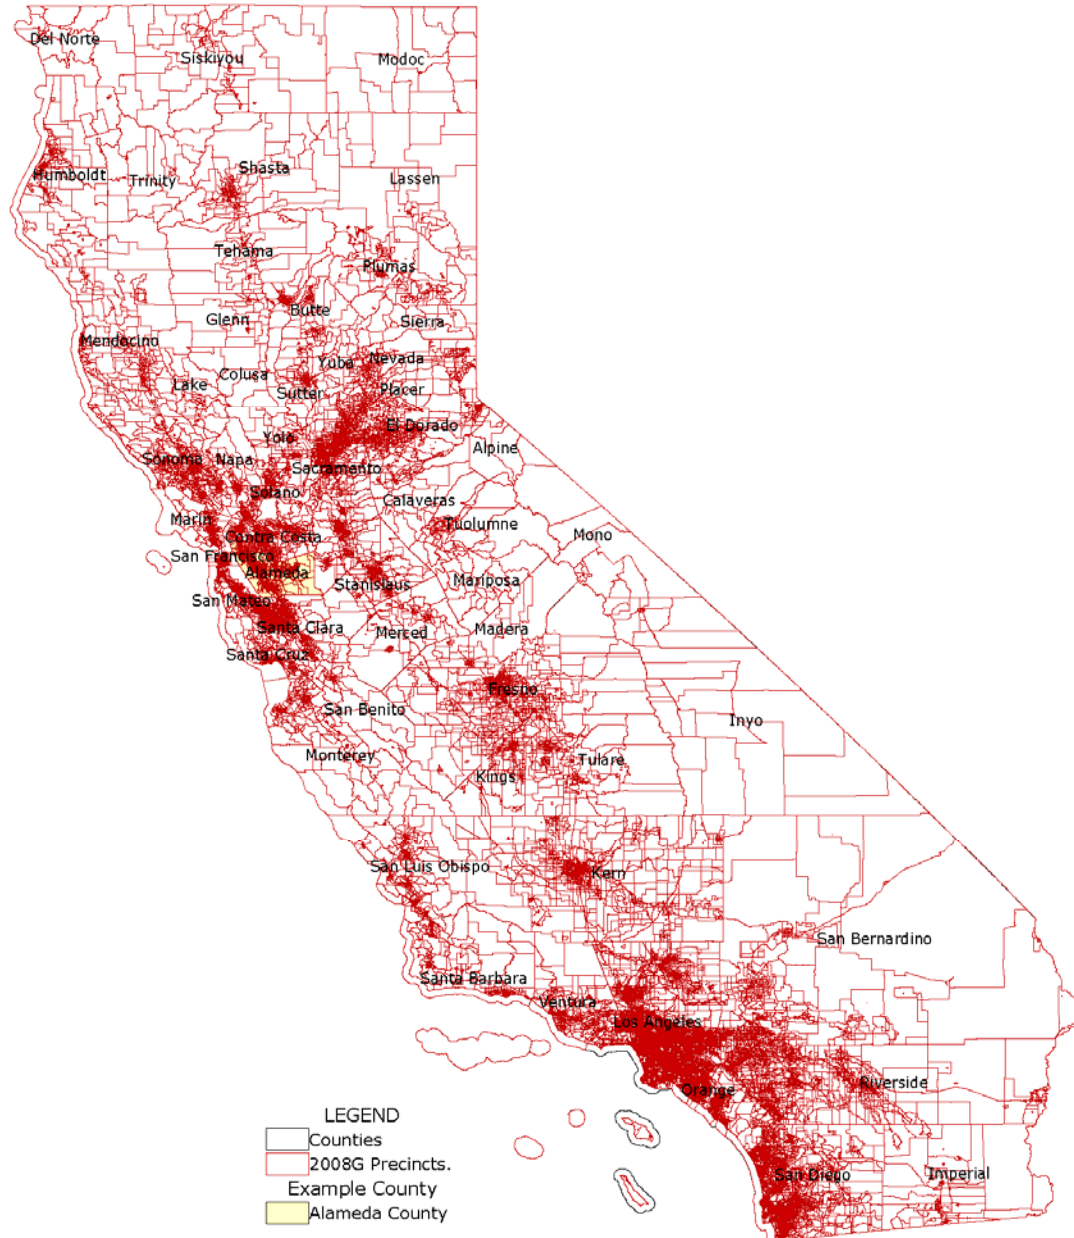 Del Norte
Siskiyou
Modoc
Humboldt
Trinity
Shasta
Lassen
Tehama
Plumas
Glenn
Butte
Sierra
Mendocino
Lake
Colusa
Yuba
Nevada
Sutter
Placer
Yolo
El Dorado
Alpine
Sonoma
Napa
Sacramento
Solano
Calaveras
Marin
Contra Costa
Tuolumne
Mono
San Francisco
Alameda
Stanislaus
Mariposa
San Mateo
Santa Clara
Merced
Madera
Santa Cruz
Fresno
San Benito
Inyo
Monterey
Kings
Tulare
San Luis Obispo
Kern
San Bernardino
Santa Barbara
Ventura
Los Angeles
Orange
Riverside
San Diego
Imperial
LEGEND
Counties
2008G Precincts.
Example County
Alameda County